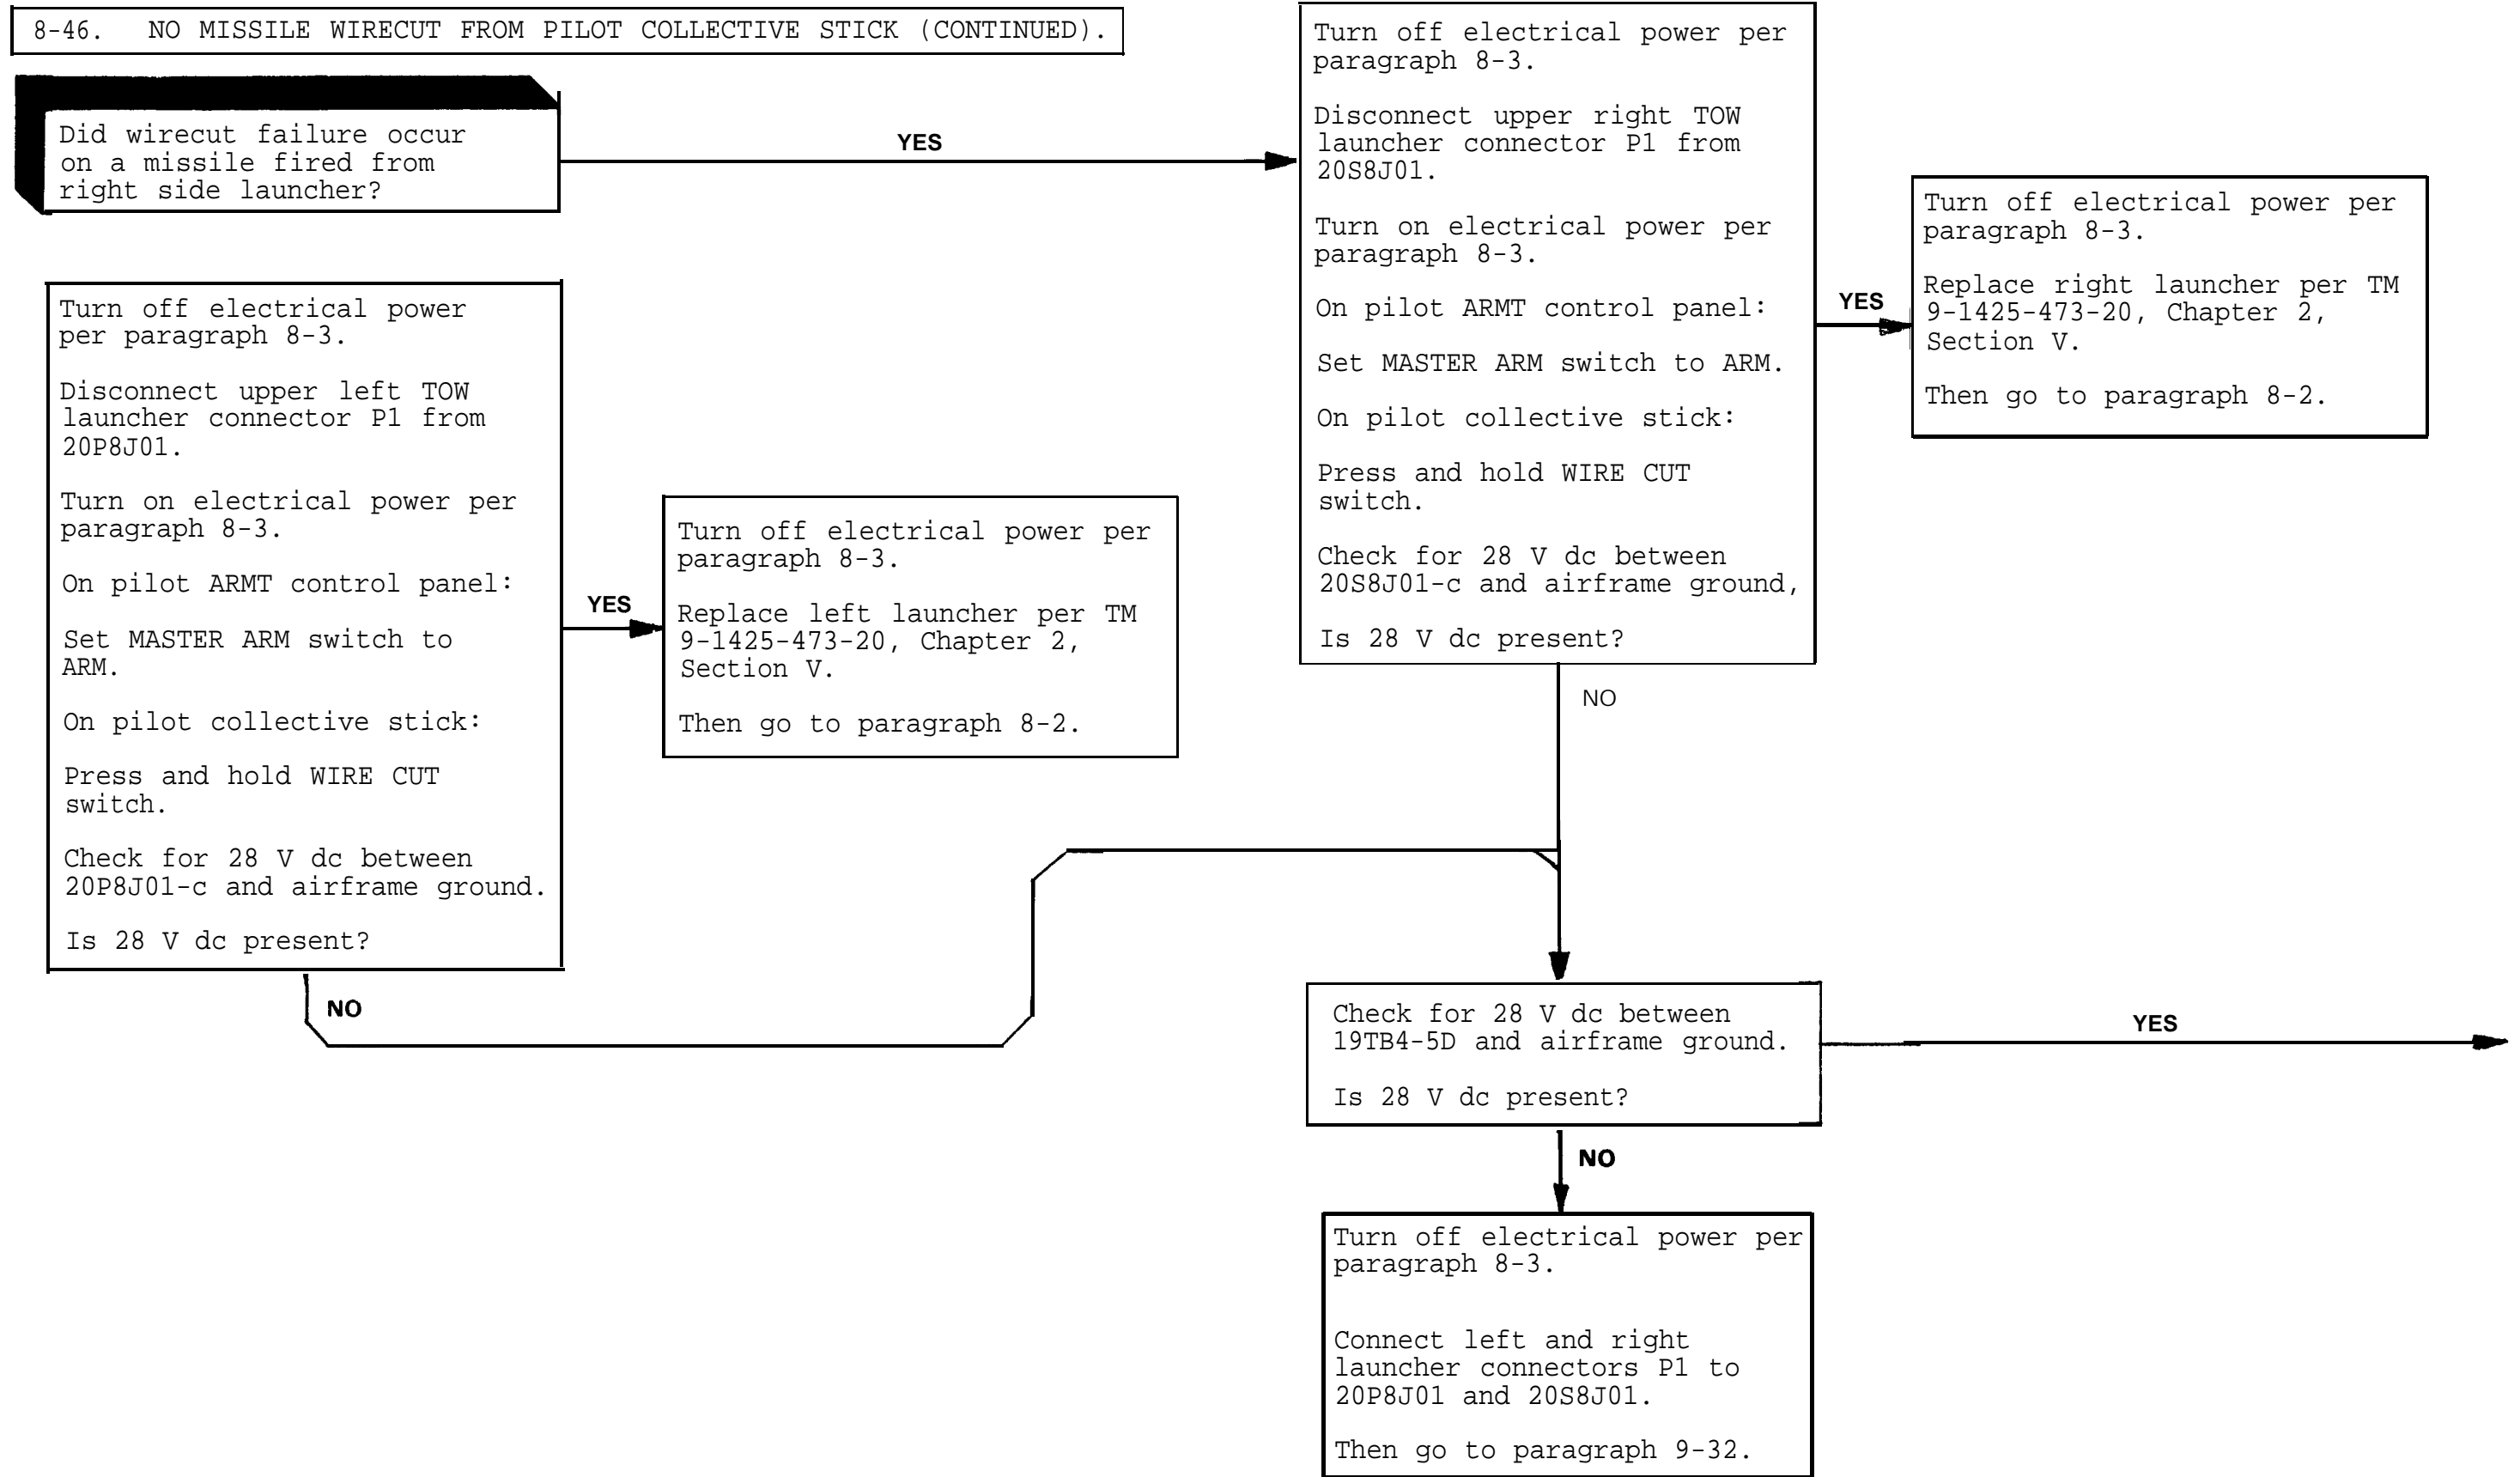 8-46. NO MISSILE WIRECUT FROM PILOT COLLECTIVE STICK (CONTINUED).
Did wirecut failure occur
on a missile fired from
right side launcher?
YES
Turn off electrical power per
paragraph 8-3.
Disconnect upper right TOW
launcher connector P1 from
20S8J01.
Turn on electrical power per
paragraph 8-3.
On pilot ARMT control panel:
Set MASTER ARM switch to ARM.
On pilot collective stick:
Press and hold WIRE CUT
switch.
Check for 28 V dc between
20S8J01-c and airframe ground,
Is 28 V dc present?
YES
Turn off electrical power per
paragraph 8-3.
Replace right launcher per TM
9-1425-473-20, Chapter 2,
Section V.
Then go to paragraph 8-2.
NO
Turn off electrical power
per paragraph 8-3.
Disconnect upper left TOW
launcher connector P1 from
20P8J01.
Turn on electrical power per
paragraph 8-3.
On pilot ARMT control panel:
Set MASTER ARM switch to
ARM.
On pilot collective stick:
Press and hold WIRE CUT
switch.
Check for 28 V dc between
20P8J01-c and airframe ground.
Is 28 V dc present?
YES
Turn off electrical power per
paragraph 8-3.
Replace left launcher per TM
9-1425-473-20, Chapter 2,
Section V.
Then go to paragraph 8-2.
NO
Check for 28 V dc between
19TB4-5D and airframe ground.
Is 28 V dc present?
YES
NO
Turn off electrical power per
paragraph 8-3.
Connect left and right
launcher connectors P1 to
20P8J01 and 20S8J01.
Then go to paragraph 9-32.